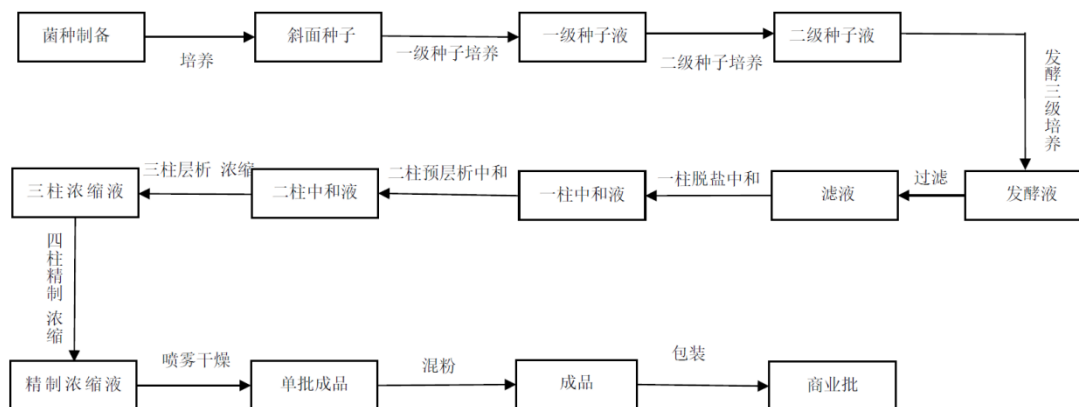 菌种制备
培养
斜面种子
一级种子培养
一级种子液
二级种子培养
二级种子液
发酵三级培养
发酵液
过滤
滤液
一柱脱盐中和
一柱中和液
二柱预层析中和
二柱中和液
三柱层析 浓缩
三柱浓缩液
四柱精制 浓缩
精制浓缩液
喷雾干燥
单批成品
混粉
成品
包装
商业批